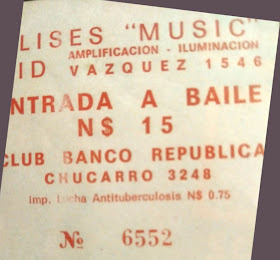 LISES "MUSIC"
AMPLIFICACION - ILUMINACION
ID VAZQUEZ 1546
NTRADA A BAILE
N$ 15
CLUB BANCO REPUBLICA
CHUCARRO 3248
Imp. Lucha Antituberculosis N$ 0.75
№ 6552